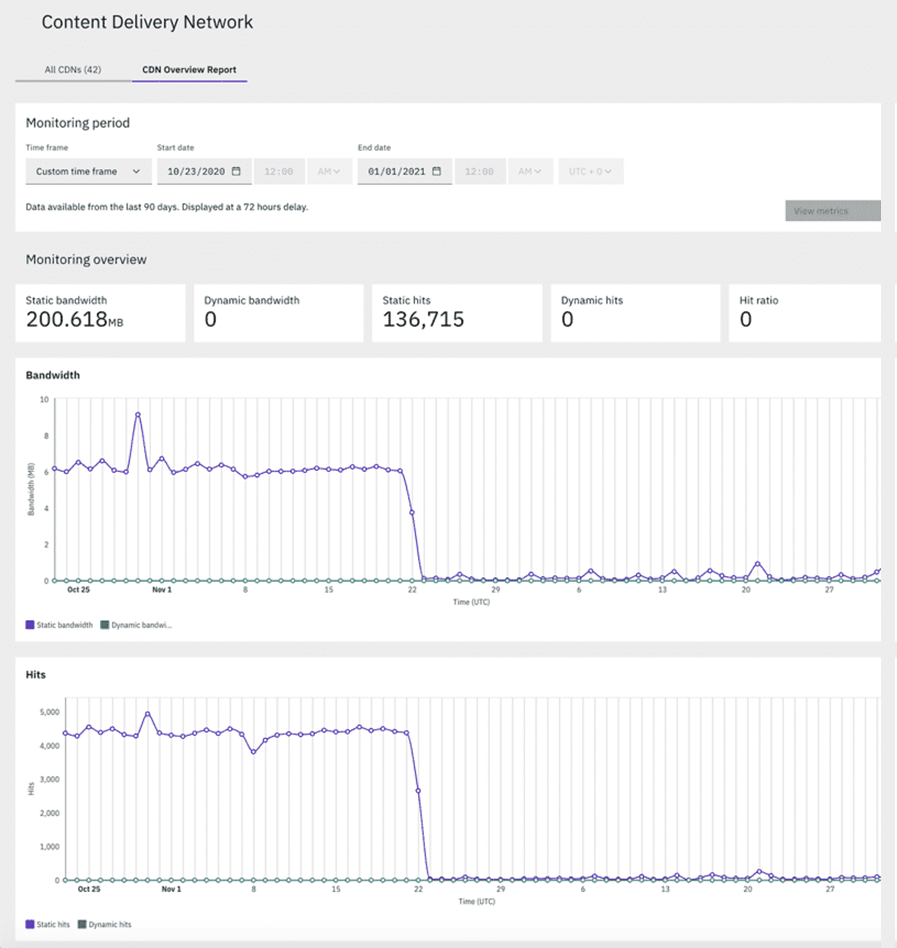 Content Delivery Network
All CDNs (42) CDN Overview Report
Monitoring period
Time frame Start date End date
Custom time frame 10/23/2020 12:00 AM 01/01/2021 12:00 AM UTC + 0
Data available from the last 90 days. Displayed at a 72 hours delay.
View metrics
Monitoring overview
Static bandwidth Dynamic bandwidth Static hits Dynamic hits Hit ratio
200.618MB 0 136,715 0 0
Bandwidth
10
8
6
4
2
0
Bandwidth (MB)
Oct 25 Nov 1 8 15 22 29 6 13 20 27
Time (UTC)
Static bandwidth Dynamic bandwi...
Hits
5,000
4,000
3,000
2,000
1,000
0
Hits
Oct 25 Nov 1 8 15 22 29 6 13 20 27
Time (UTC)
Static hits Dynamic hits